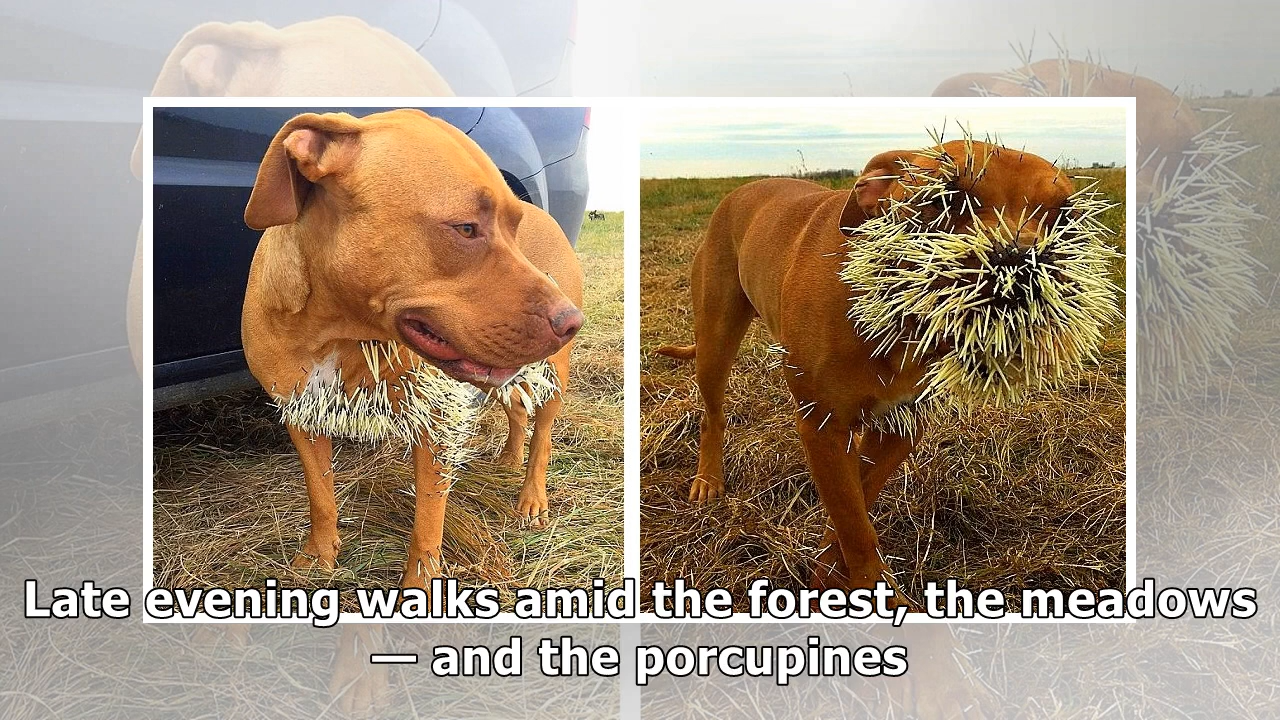 Late evening walks amid the forest, the meadows
— and the porcupines